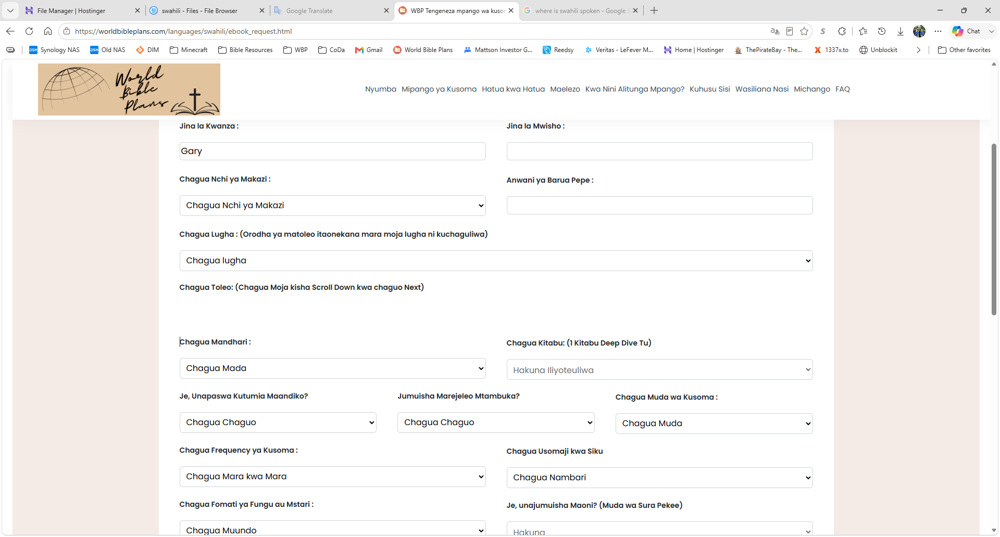 File Manager | Hostinger
swahili - Files - File Browser
Google Translate
WBP Tengeneza mpango wa kusor
where is swahili spoken - Google S
https://worldbibleplans.com/languages/swahili/ebook_request.html
Chat
Synology NAS
Old NAS
DIM
Minecraft
Bible Resources
WBP
CoDa
Gmail
World Bible Plans
Mattson Investor G...
Reedsy
Veritas - LeFever M...
Home | Hostinger
ThePirateBay - The...
1337x.to
Unblockit
Other favorites
World
Bible
Plans
Nyumba Mipango ya Kusoma Hatua kwa Hatua Maelezo Kwa Nini Alitunga Mpango? Kuhusu Sisi Wasiliana Nasi Michango FAQ
Jina la Kwanza :
Jina la Mwisho :
Gary
Chagua Nchi ya Makazi :
Anwani ya Barua Pepe :
Chagua Nchi ya Makazi
Chagua Lugha : (Orodha ya matoleo itaonekana mara moja lugha ni kuchaguliwa)
Chagua lugha
Chagua Toleo: (Chagua Moja kisha Scroll Down kwa chaguo Next)
Chagua Mandhari :
Chagua Kitabu: (1 Kitabu Deep Dive Tu)
Chagua Mada
Hakuna Iliyoteuliwa
Je, Unapaswa Kutumia Maandiko?
Jumuisha Marejeleo Mtambuka?
Chagua Muda wa Kusoma :
Chagua Chaguo
Chagua Chaguo
Chagua Muda
Chagua Frequency ya Kusoma :
Chagua Usomaji kwa Siku
Chagua Mara kwa Mara
Chagua Nambari
Chagua Fomati ya Fungu au Mstari :
Je, unajumuisha Maoni? (Muda wa Sura Pekee)
Chagua Muundo
Hakuna